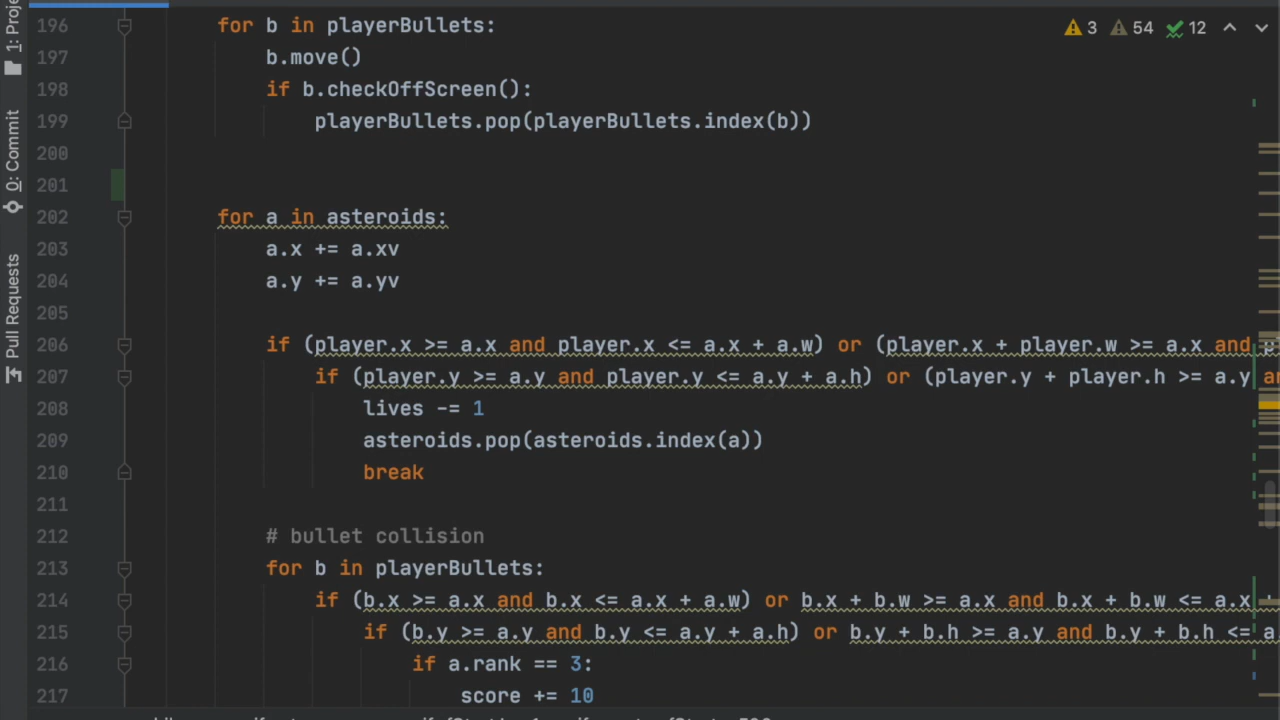 1: Proje
0: Commit
Pull Requests
3 54 12
196 for b in playerBullets:
197 b.move()
198 if b.checkOffScreen():
199 playerBullets.pop(playerBullets.index(b))
200
201
202 for a in asteroids:
203 a.x += a.xv
204 a.y += a.yv
205
206 if (player.x >= a.x and player.x <= a.x + a.w) or (player.x + player.w >= a.x and p
207 if (player.y >= a.y and player.y <= a.y + a.h) or (player.y + player.h >= a.y an
208 lives -= 1
209 asteroids.pop(asteroids.index(a))
210 break
211
212 # bullet collision
213 for b in playerBullets:
214 if (b.x >= a.x and b.x <= a.x + a.w) or b.x + b.w >= a.x and b.x + b.w <= a.x +
215 if (b.y >= a.y and b.y <= a.y + a.h) or b.y + b.h >= a.y and b.y + b.h <= a
216 if a.rank == 3:
217 score += 10